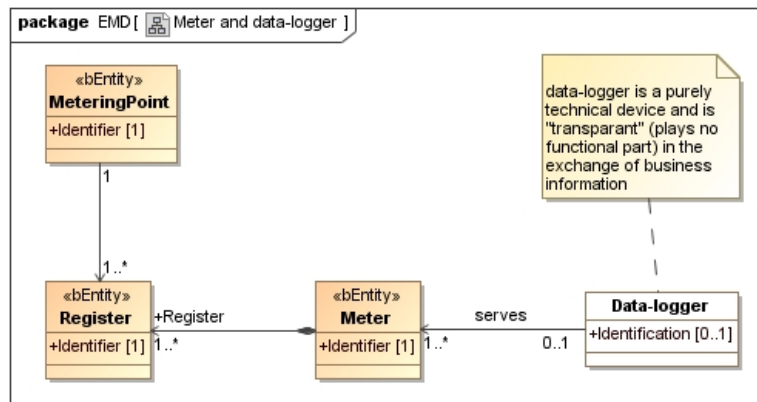 package EMD [ Meter and data-logger ]
«bEntity»
MeteringPoint
+Identifier [1]
data-logger is a purely
technical device and is
"transparant" (plays no
functional part) in the
exchange of business
information
1
1..*
«bEntity»
Register
+Identifier [1]
+Register
1..*
«bEntity»
Meter
+Identifier [1]
serves
1..*
0..1
Data-logger
+Identification [0..1]